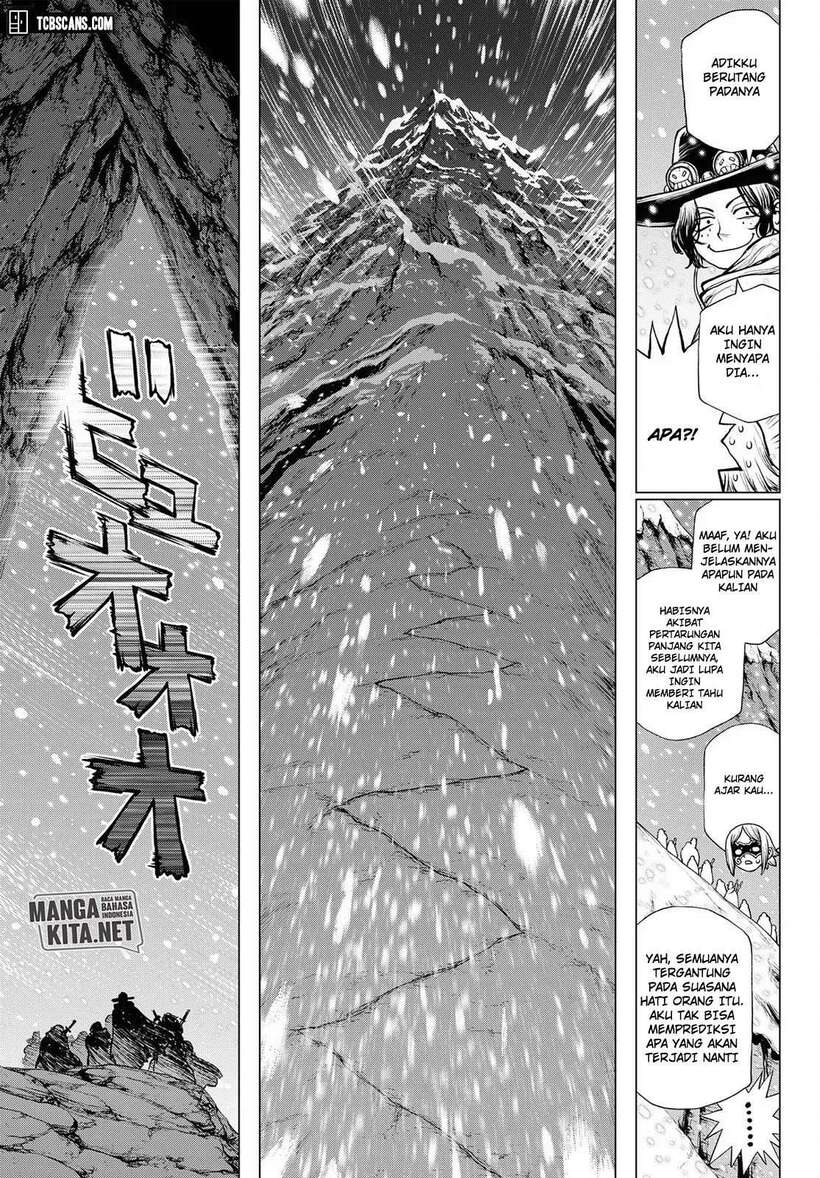 ADIKKU
BERUTANG
PADANYA
AKU HANYA
INGIN
MENYAPA
DIA...
APA?!
MAAF, YA! AKU
BELUM MEN-
JELASKANNYA
APAPUN PADA
KALIAN
HABISNYA
AKIBAT
PERTARUNGAN
PANJANG KITA
SEBELUMNYA,
AKU JADI LUPA
INGIN
MEMBERI TAHU
KALIAN
KURANG
AJAR KAU...
YAH, SEMUANYA
TERGANTUNG
PADA SUASANA
HATI ORANG ITU.
AKU TAK BISA
MEMPREDIKSI
APA YANG AKAN
TERJADI NANTI
......
TCBSCANS.COM
ビュオオオ
MANGA
KITA.NET
BACA MANGA
BAHASA
INDONESIA